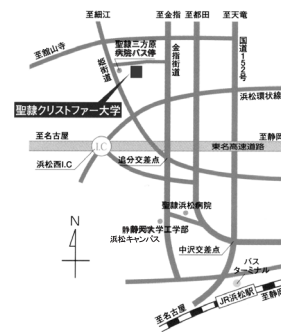 至細江
至金指
至都田
至天竜
至舘山寺
聖隷三方原
病院バス停
姫街道
金指街道
国道152号
聖隷クリストファー大学
浜松環状線
至名古屋
至静岡
I.C
東名高速道路
浜松西I.C
追分交差点
聖隷浜松病院
静岡大学工学部
浜松キャンパス
中沢交差点
N
バス
ターミナル
JR浜松駅
至名古屋
至静岡